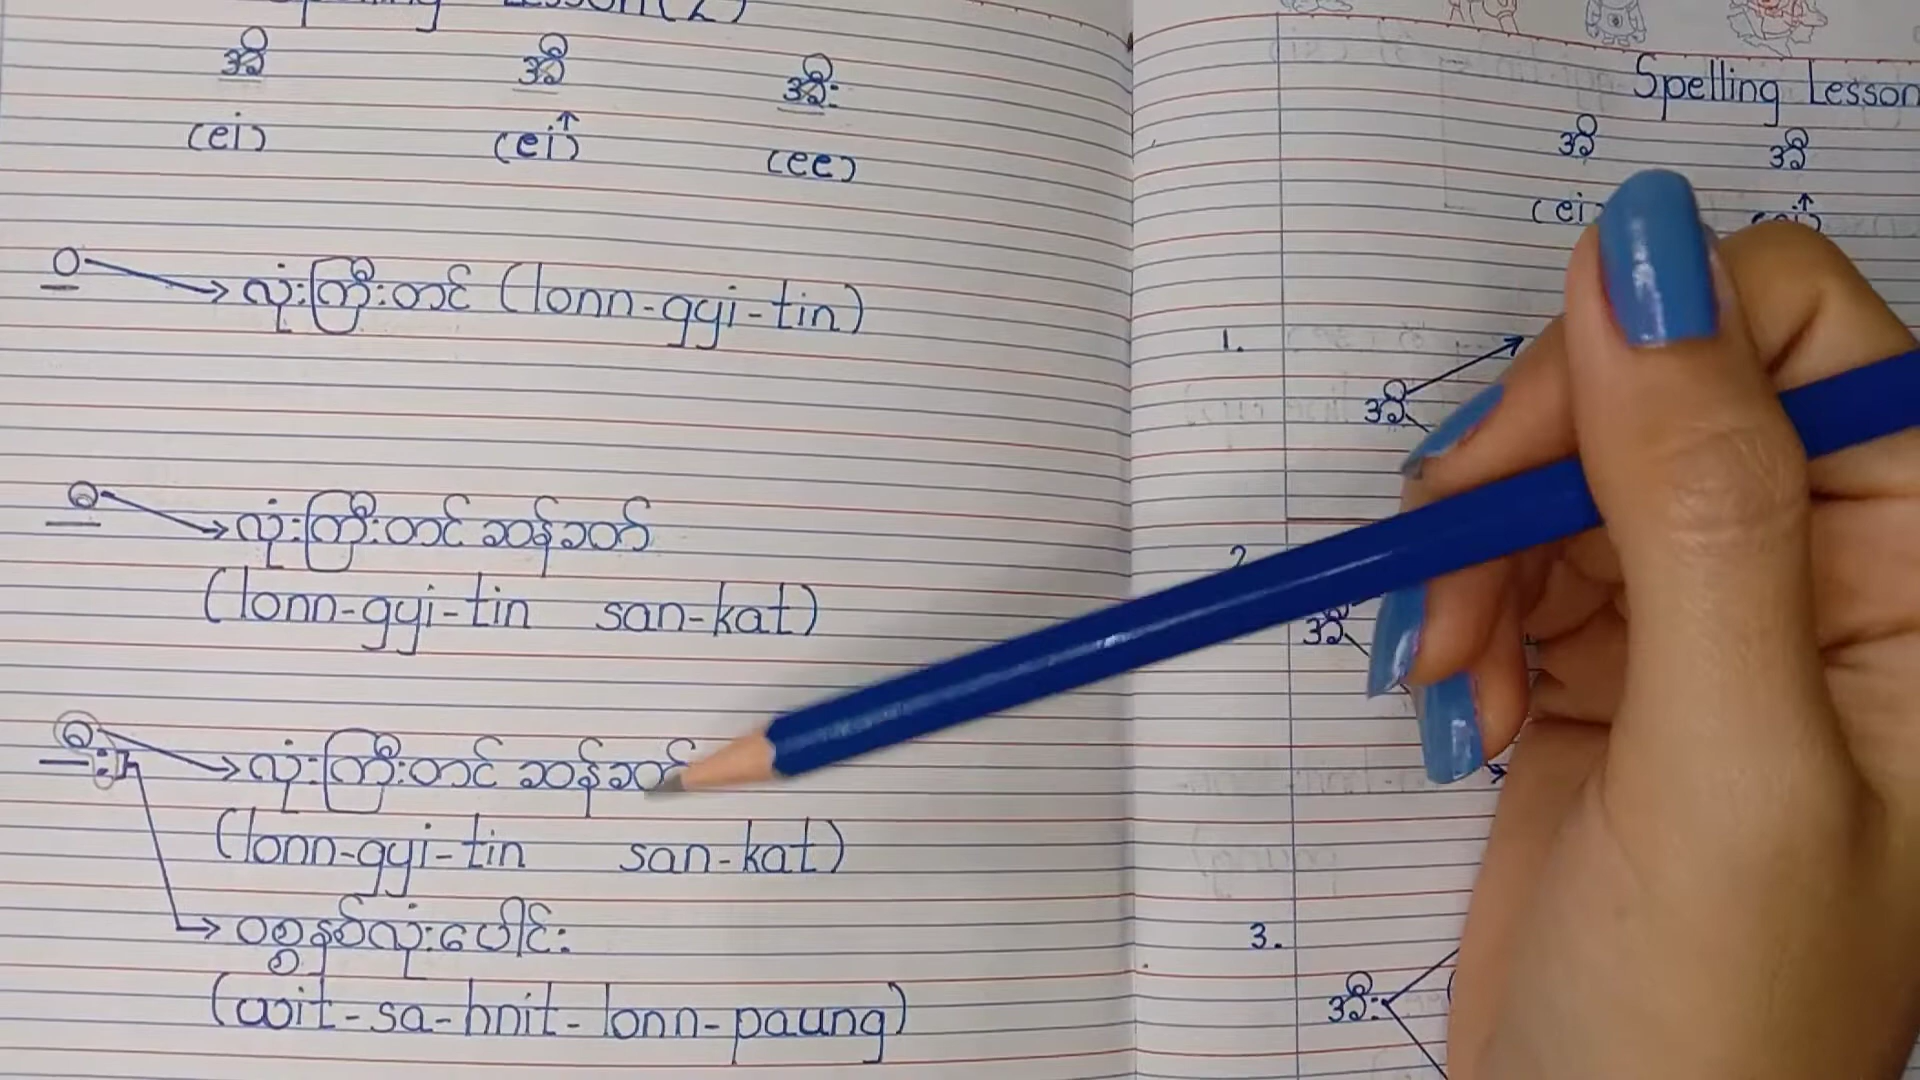 Spelling Lesson (2)
အိ အီ အီး
(ei) (ei↑) (ee)
ိ → လုံးကြီးတင် (lonn-gyi-tin)
ီ → လုံးကြီးတင် ဆန်ခတ်
(lonn-gyi-tin san-kat)
ီး → လုံးကြီးတင် ဆန်ခတ်
(lonn-gyi-tin san-kat)
→ ဝစ္စနှစ်လုံးပေါင်း
(wit-sa-hnit-lonn-paung)
Spelling Lesson
အိ အီ
(ei) (ei↑)
1.
အိ
2.
အီ
3.
အီး